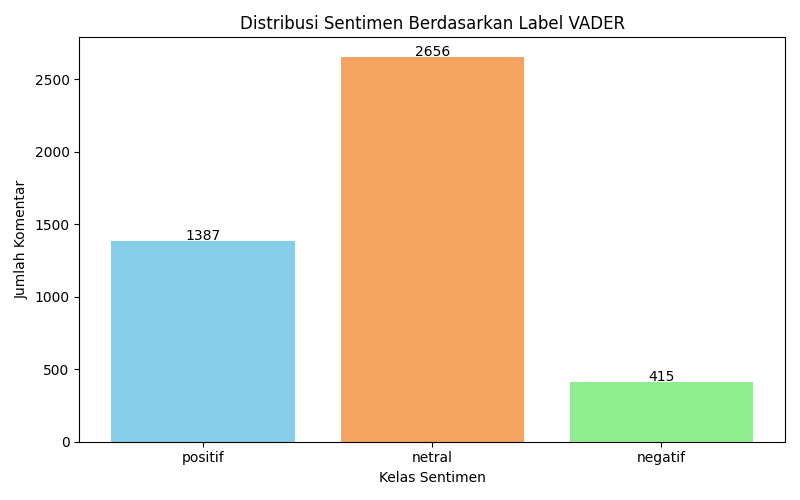 Distribusi Sentimen Berdasarkan Label VADER
Jumlah Komentar
2500
2000
1500
1000
500
0
1387
2656
415
positif
netral
negatif
Kelas Sentimen